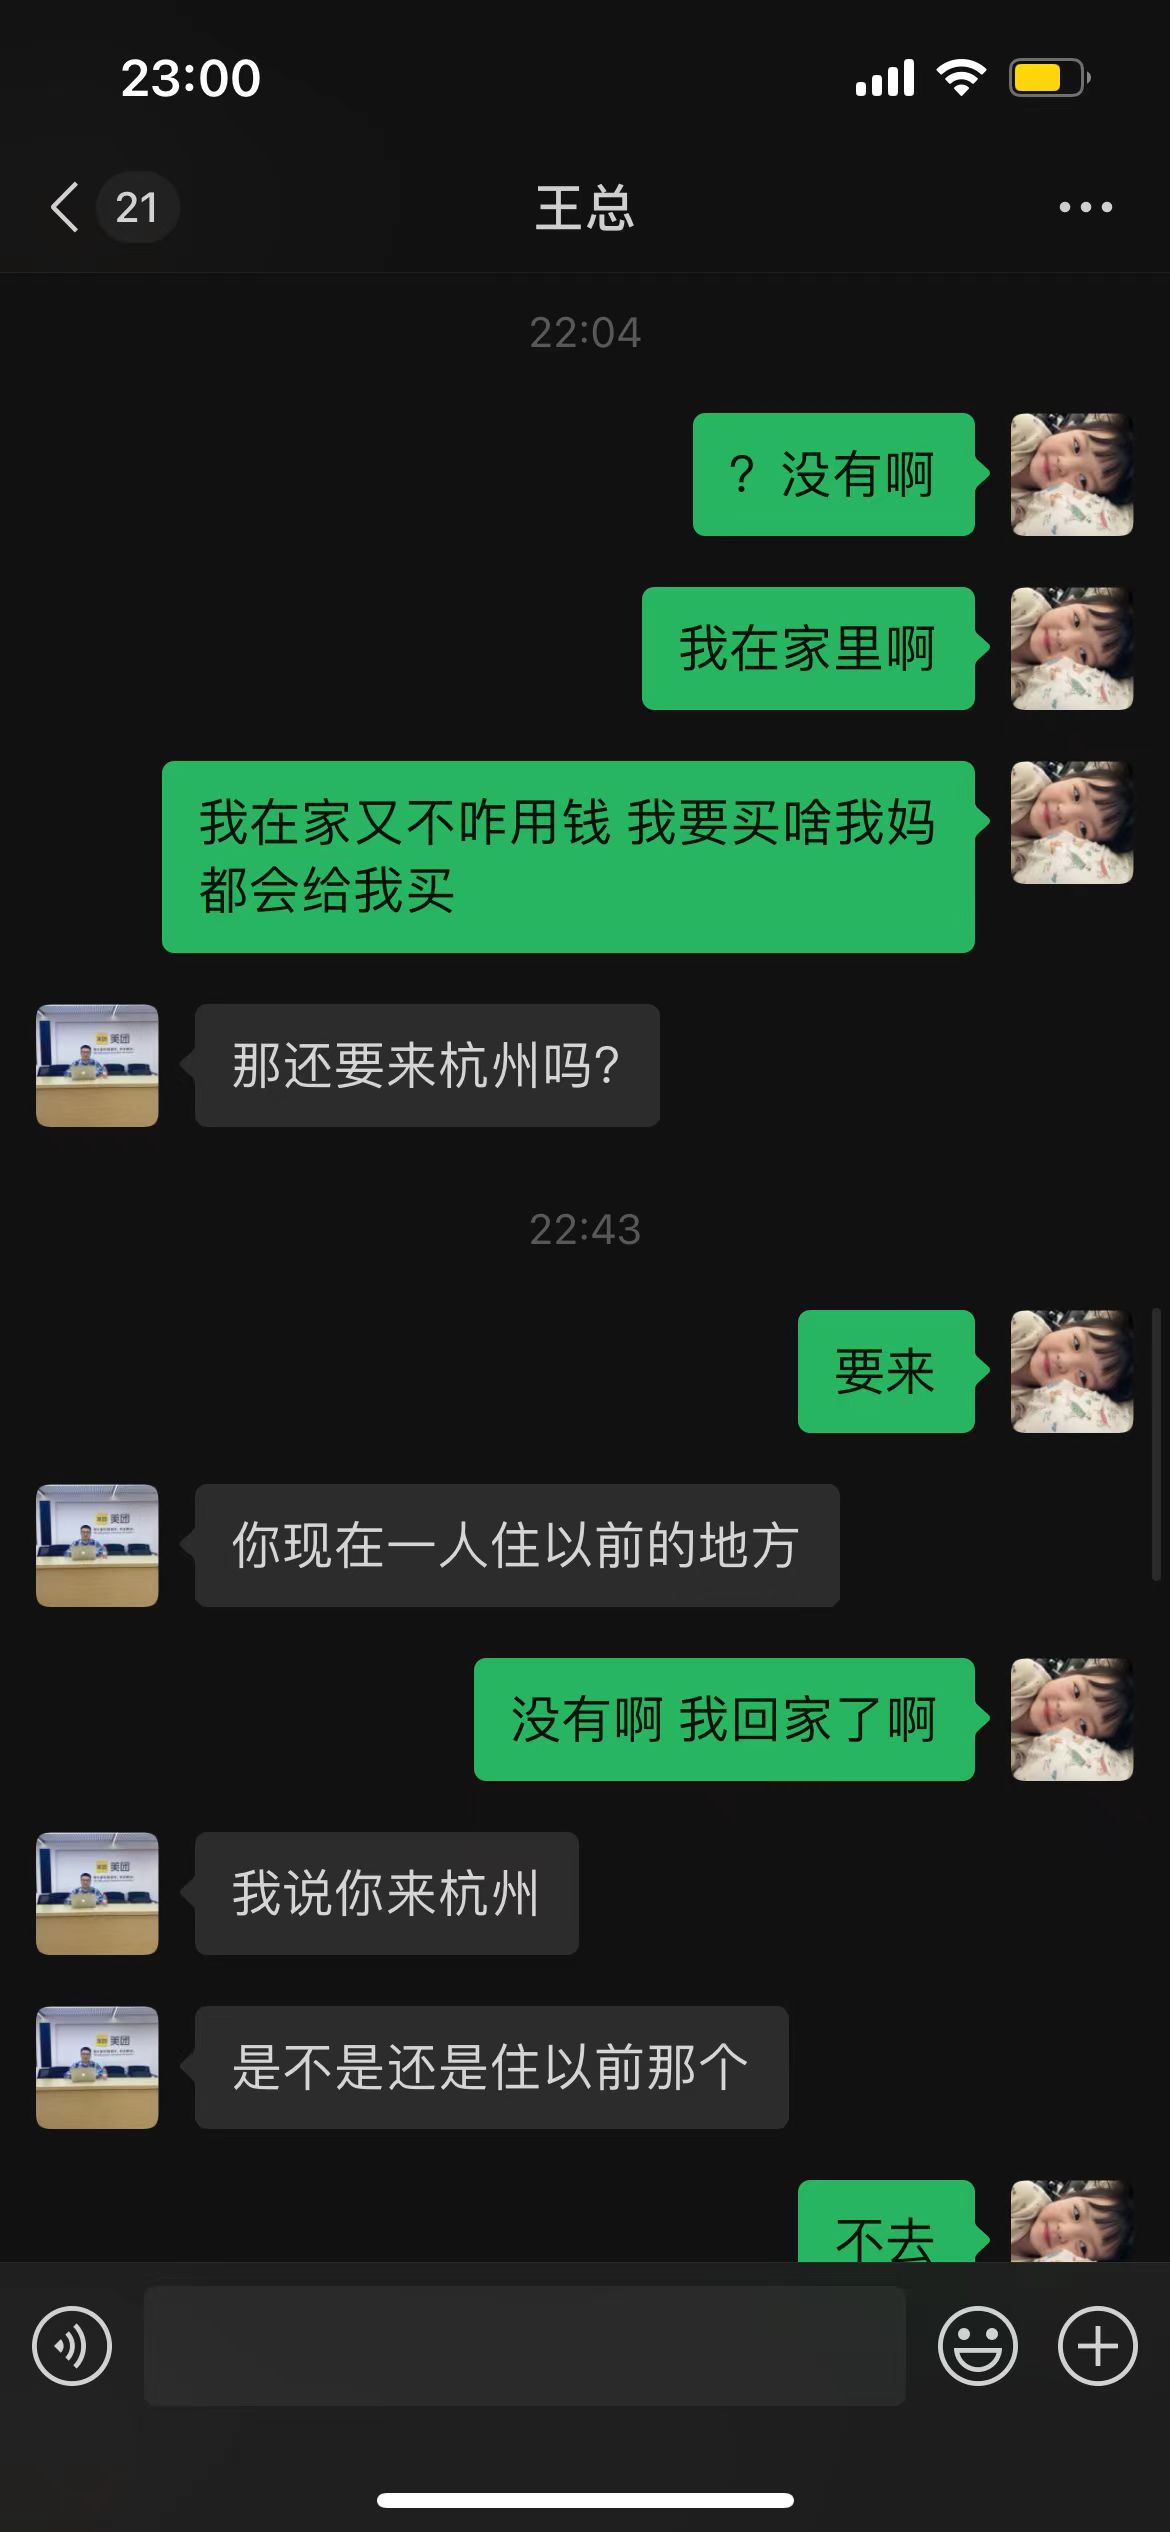 23:00
21
王总
22:04
？没有啊
我在家里啊
我在家又不咋用钱 我要买啥我妈
都会给我买
美团
那还要来杭州吗?
22:43
要来
美团
你现在一人住以前的地方
没有啊 我回家了啊
美团
我说你来杭州
美团
是不是还是住以前那个
不去